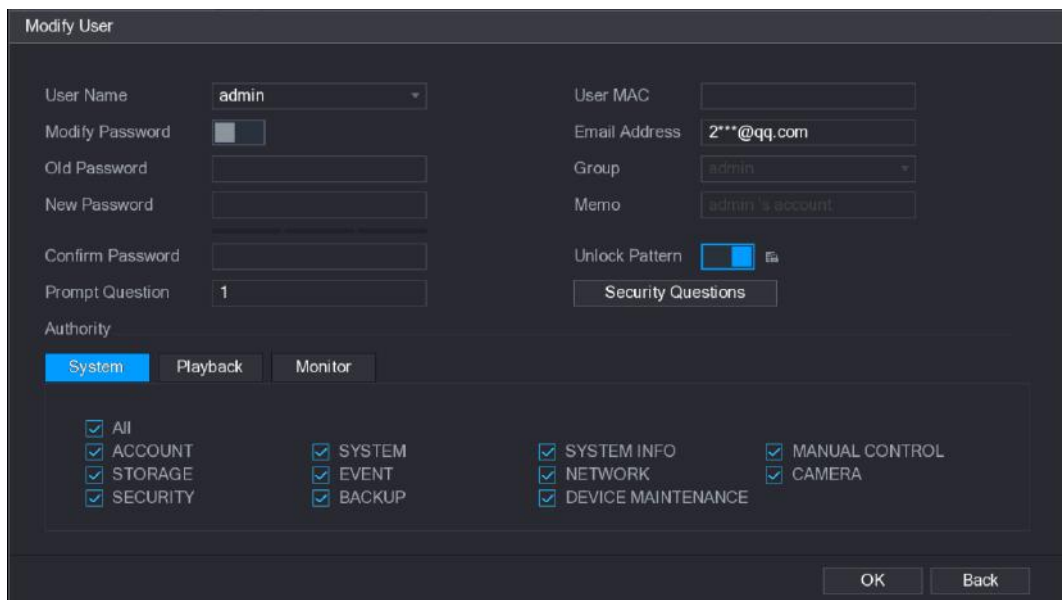 Modify User
User Name admin User MAC
Modify Password Email Address 2***@qq.com
Old Password Group admin
New Password Memo admin 's account
Confirm Password Unlock Pattern
Prompt Question 1 Security Questions
Authority
System Playback Monitor
All
ACCOUNT SYSTEM SYSTEM INFO MANUAL CONTROL
STORAGE EVENT NETWORK CAMERA
SECURITY BACKUP DEVICE MAINTENANCE
OK Back